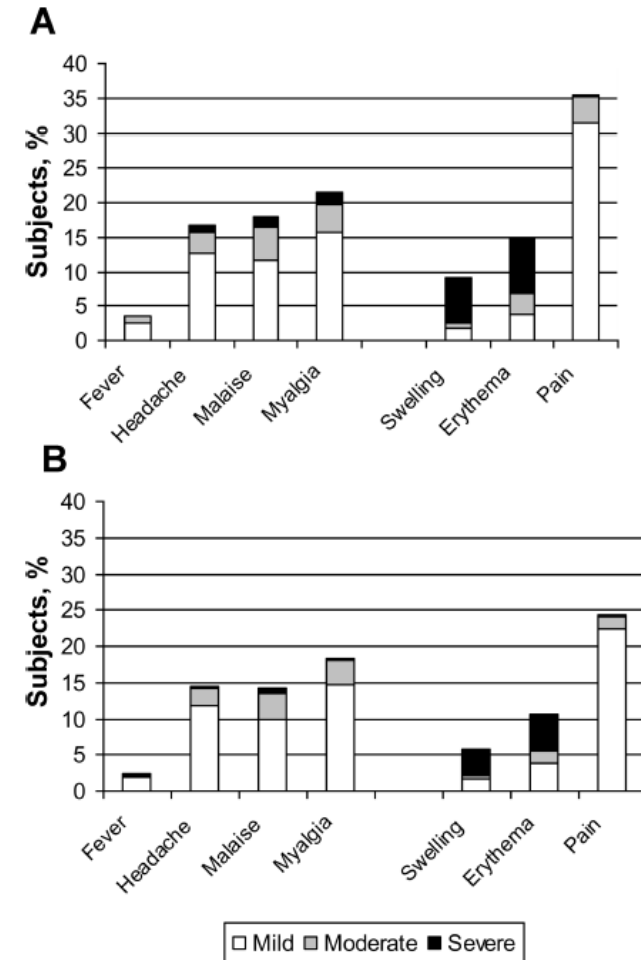 A
Subjects, %
40
35
30
25
20
15
10
5
0
Fever
Headache
Malaise
Myalgia
Swelling
Erythema
Pain
B
Subjects, %
40
35
30
25
20
15
10
5
0
Fever
Headache
Malaise
Myalgia
Swelling
Erythema
Pain
Mild Moderate Severe